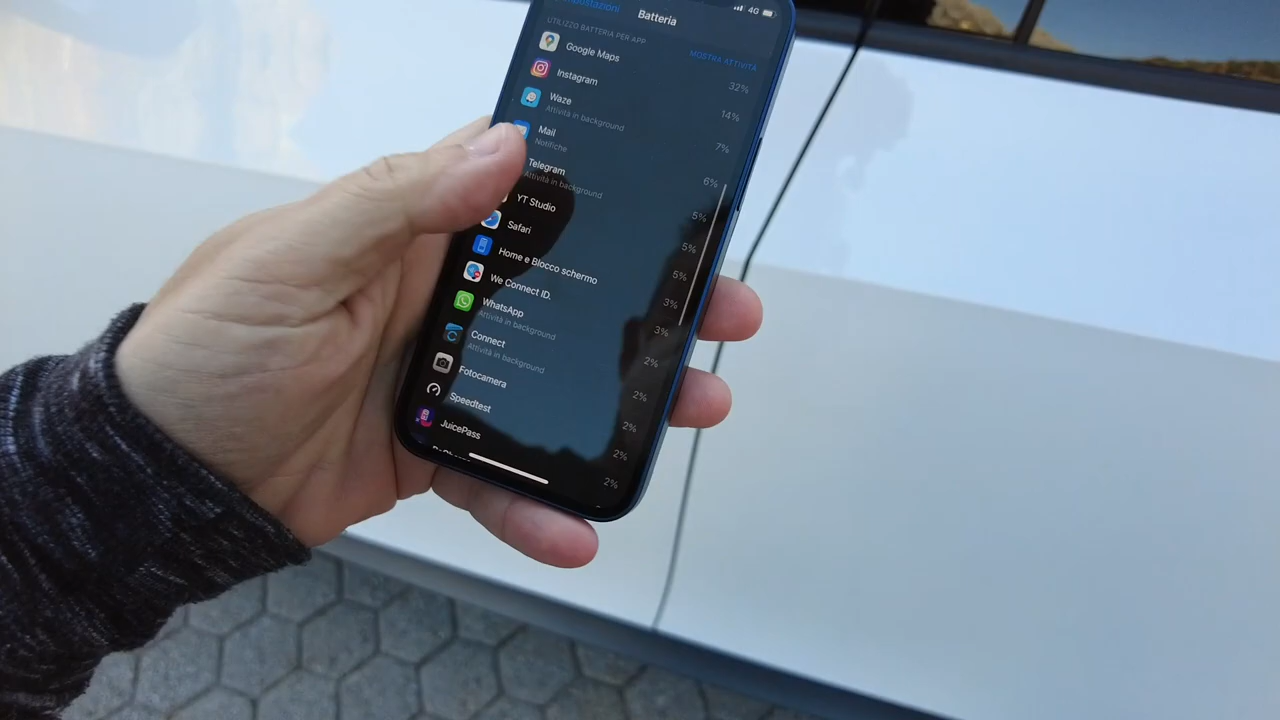 Impostazioni
Batteria
4G
UTILIZZO BATTERIA PER APP
MOSTRA ATTIVITÀ
Google Maps
32%
Instagram
14%
Waze
Attività in background
7%
Mail
Notifiche
6%
Telegram
Attività in background
5%
YT Studio
5%
Safari
5%
Home e Blocco schermo
3%
We Connect ID.
3%
WhatsApp
Attività in background
2%
Connect
Attività in background
2%
Fotocamera
2%
Speedtest
2%
JuicePass
2%